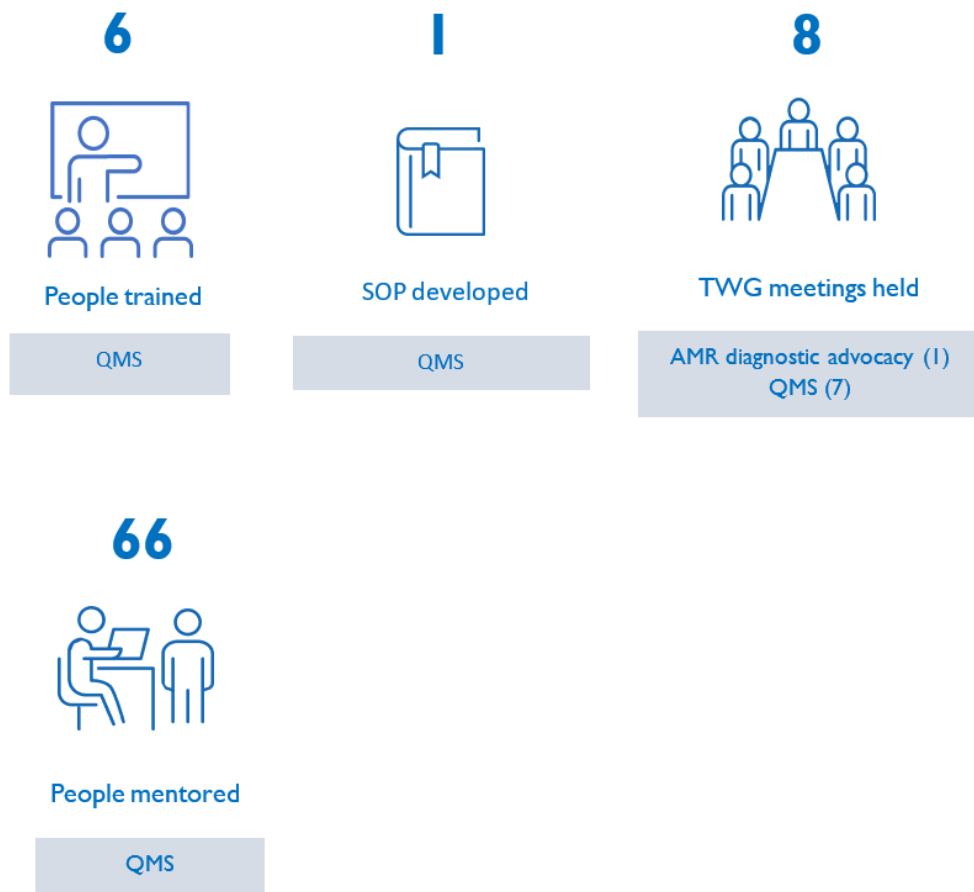 6
1
8
People trained
SOP developed
TWG meetings held
QMS
QMS
AMR diagnostic advocacy (1)
QMS (7)
66
People mentored
QMS